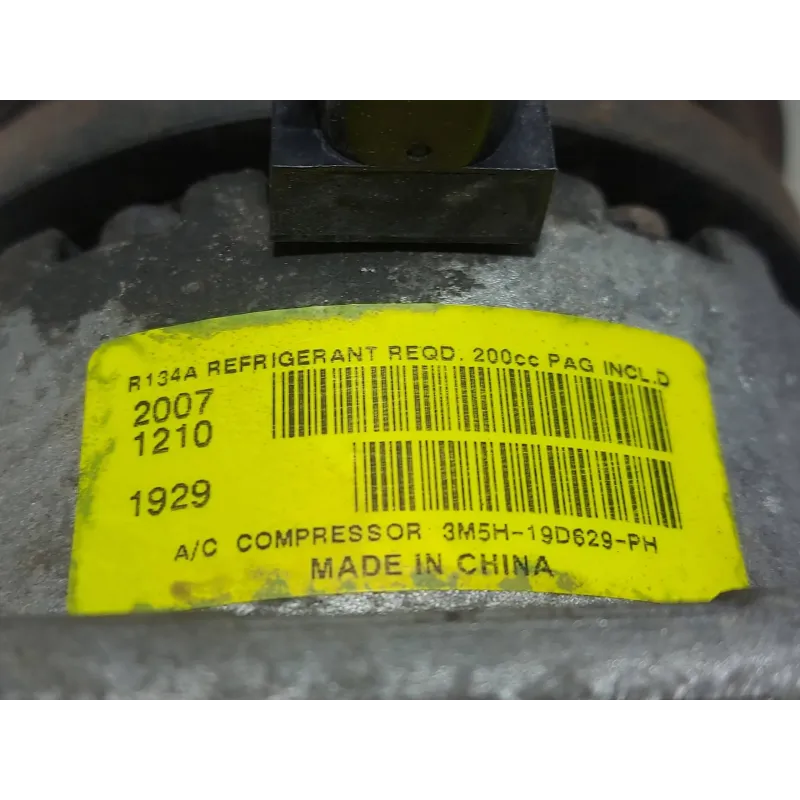 R134A REFRIGERANT REQD. 200cc PAG INCL.D
2007
1210
1929
A/C COMPRESSOR 3M5H-19D629-PH
MADE IN CHINA